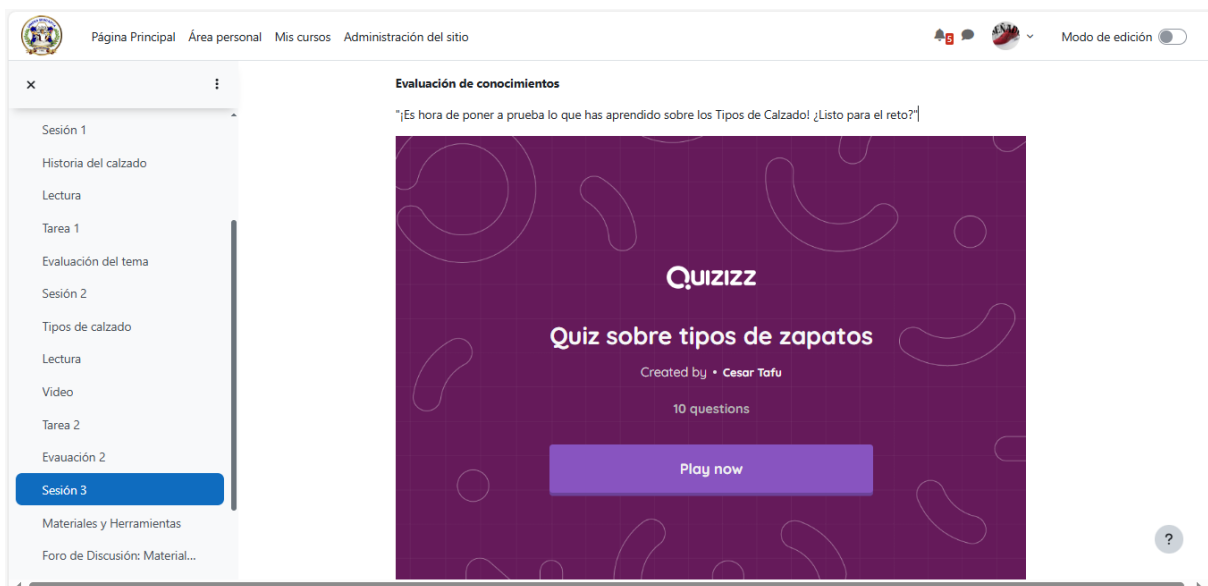 Página Principal Área personal Mis cursos Administración del sitio
5
Modo de edición
Sesión 1
Historia del calzado
Lectura
Tarea 1
Evaluación del tema
Sesión 2
Tipos de calzado
Lectura
Video
Tarea 2
Evauación 2
Sesión 3
Materiales y Herramientas
Foro de Discusión: Material...
Evaluación de conocimientos
"¡Es hora de poner a prueba lo que has aprendido sobre los Tipos de Calzado! ¿Listo para el reto?"
Quizizz
Quiz sobre tipos de zapatos
Created by • Cesar Tafu
10 questions
Play now
?